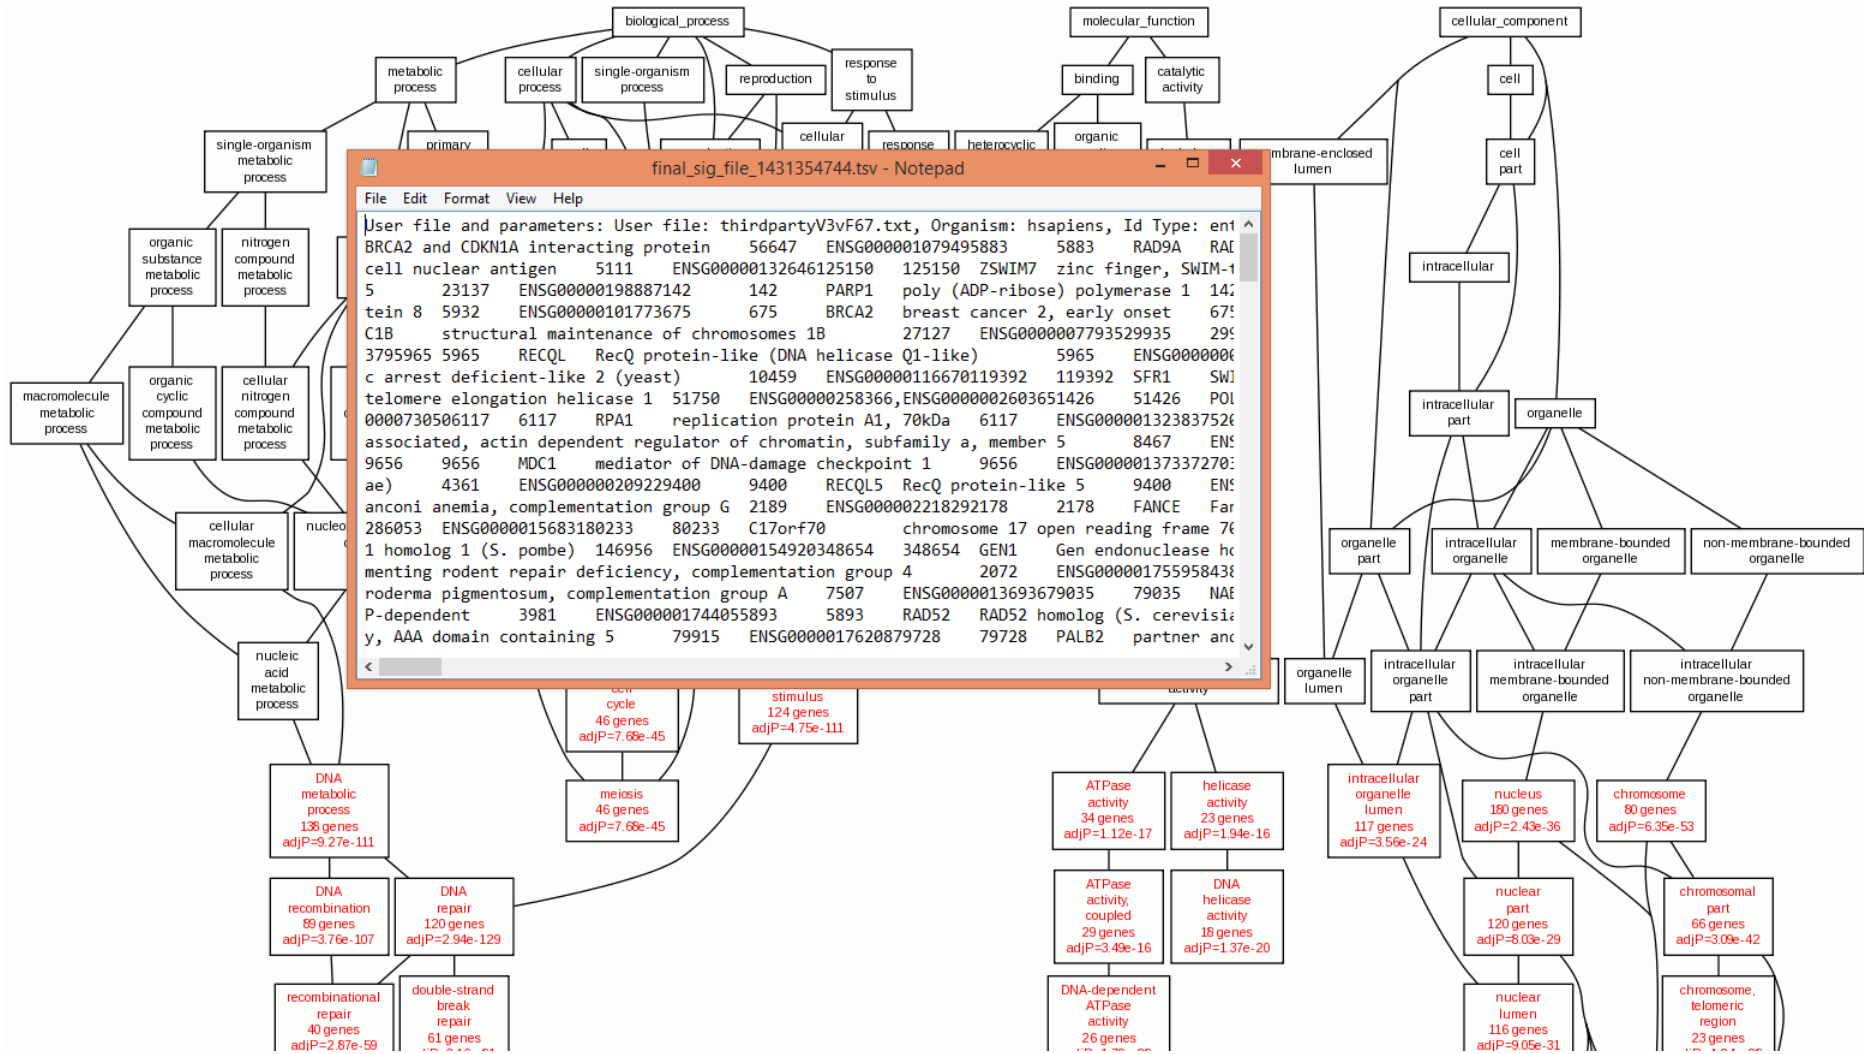 biological_process
molecular_function
cellular_component
metabolic
process
cellular
process
single-organism
process
reproduction
response
to
stimulus
binding
catalytic
activity
cell
single-organism
metabolic
process
primary
cellular
response
heterocyclic
organic
mbrane-enclosed
lumen
cell
part
final_sig_file_1431354744.tsv - Notepad
File Edit Format View Help
User file and parameters: User file: thirdpartyV3vF67.txt, Organism: hsapiens, Id Type: ent
BRCA2 and CDKN1A interacting protein 56647 ENSG000001079495883 5883 RAD9A RAD
cell nuclear antigen 5111 ENSG00000132646125150 125150 ZSWIM7 zinc finger, SWIM-t
5 23137 ENSG00000198887142 142 PARP1 poly (ADP-ribose) polymerase 1 142
tein 8 5932 ENSG00000101773675 675 BRCA2 breast cancer 2, early onset 675
C1B structural maintenance of chromosomes 1B 27127 ENSG0000007793529935 299
3795965 5965 RECQL RecQ protein-like (DNA helicase Q1-like) 5965 ENSG0000000
c arrest deficient-like 2 (yeast) 10459 ENSG00000116670119392 119392 SFR1 SWI
telomere elongation helicase 1 51750 ENSG00000258366,ENSG0000002603651426 51426 POL
0000730506117 6117 RPA1 replication protein A1, 70kDa 6117 ENSG00000132383752
associated, actin dependent regulator of chromatin, subfamily a, member 5 8467 ENS
9656 9656 MDC1 mediator of DNA-damage checkpoint 1 9656 ENSG000001373372703
ae) 4361 ENSG000000209229400 9400 RECQL5 RecQ protein-like 5 9400 ENS
anconi anemia, complementation group G 2189 ENSG000002218292178 2178 FANCE Fan
286053 ENSG0000015683180233 80233 C17orf70 chromosome 17 open reading frame 70
1 homolog 1 (S. pombe) 146956 ENSG00000154920348654 348654 GEN1 Gen endonuclease ho
menting rodent repair deficiency, complementation group 4 2072 ENSG000001755958438
roderma pigmentosum, complementation group A 7507 ENSG0000013693679035 79035 NAB
P-dependent 3981 ENSG000001744055893 5893 RAD52 RAD52 homolog (S. cerevisia
y, AAA domain containing 5 79915 ENSG0000017620879728 79728 PALB2 partner and
organic
substance
metabolic
process
nitrogen
compound
metabolic
process
intracellular
macromolecule
metabolic
process
organic
cyclic
compound
metabolic
process
cellular
nitrogen
compound
metabolic
process
intracellular
part
organelle
cellular
macromolecule
metabolic
process
nucleo
organelle
part
intracellular
organelle
membrane-bounded
organelle
non-membrane-bounded
organelle
nucleic
acid
metabolic
process
cell
cycle
46 genes
adjP=7.68e-45
stimulus
124 genes
adjP=4.75e-111
activity
organelle
lumen
intracellular
organelle
part
intracellular
membrane-bounded
organelle
intracellular
non-membrane-bounded
organelle
DNA
metabolic
process
138 genes
adjP=9.27e-111
meiosis
46 genes
adjP=7.68e-45
ATPase
activity
34 genes
adjP=1.12e-17
helicase
activity
23 genes
adjP=1.94e-16
intracellular
organelle
lumen
117 genes
adjP=3.56e-24
nucleus
180 genes
adjP=2.43e-36
chromosome
80 genes
adjP=6.35e-53
DNA
recombination
89 genes
adjP=3.76e-107
DNA
repair
120 genes
adjP=2.94e-129
ATPase
activity,
coupled
29 genes
adjP=3.49e-16
DNA
helicase
activity
18 genes
adjP=1.37e-20
nuclear
part
120 genes
adjP=8.03e-29
chromosomal
part
66 genes
adjP=3.09e-42
recombinational
repair
40 genes
adjP=2.87e-59
double-strand
break
repair
61 genes
DNA-dependent
ATPase
activity
26 genes
nuclear
lumen
116 genes
adjP=9.05e-31
chromosome,
telomeric
region
23 genes